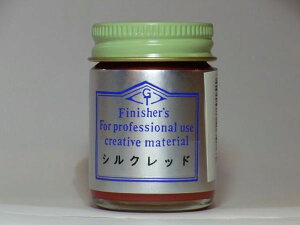 G
Finisher's
For professional use
creative material
シルクレッド